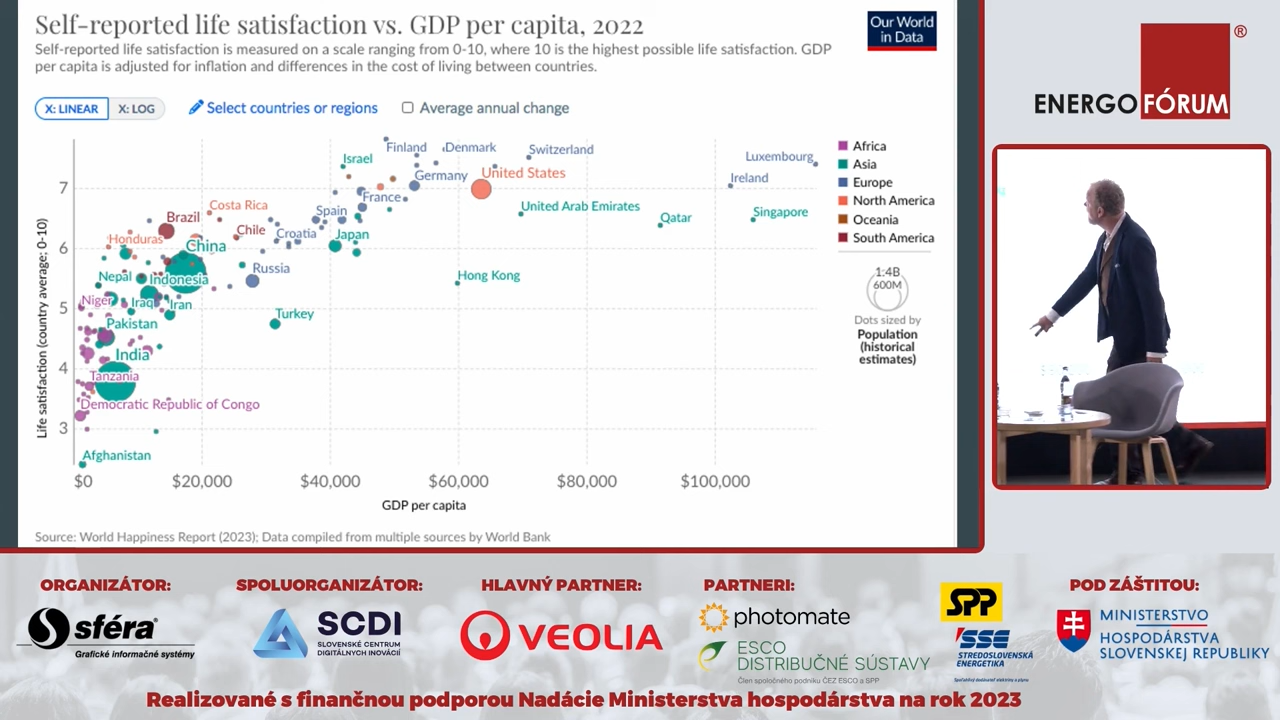 Self-reported life satisfaction vs. GDP per capita, 2022
Self-reported life satisfaction is measured on a scale ranging from 0-10, where 10 is the highest possible life satisfaction. GDP
per capita is adjusted for inflation and differences in the cost of living between countries.
Our World
in Data
X: LINEAR
X: LOG
Select countries or regions
Average annual change
Life satisfaction (country average; 0-10)
7
6
5
4
3
Finland
Denmark
Switzerland
Luxembourg
Israel
Germany
United States
Ireland
France
Costa Rica
Spain
United Arab Emirates
Singapore
Brazil
Qatar
Chile
Croatia
Japan
Honduras
China
Russia
Hong Kong
Nepal
Indonesia
Niger
Iraq
Iran
Turkey
Pakistan
India
Tanzania
Democratic Republic of Congo
Afghanistan
$0
$20,000
$40,000
$60,000
$80,000
$100,000
GDP per capita
Africa
Asia
Europe
North America
Oceania
South America
1:4B
600M
Dots sized by
Population
(historical
estimates)
Source: World Happiness Report (2023); Data compiled from multiple sources by World Bank
ENERGOFÓRUM®
ORGANIZÁTOR:
sféra®
Grafické informačné systémy
SPOLUORGANIZÁTOR:
SCDI
SLOVENSKÉ CENTRUM
DIGITÁLNYCH INOVÁCIÍ
HLAVNÝ PARTNER:
VEOLIA
PARTNERI:
photomate
ESCO
DISTRIBUČNÉ SÚSTAVY
Člen spoločného podniku ČEZ ESCO a SPP
SPP
SSE
STREDOSLOVENSKÁ
ENERGETIKA
Spoľahlivý dodávateľ elektriny a plynu
POD ZÁŠTITOU:
MINISTERSTVO
HOSPODÁRSTVA
SLOVENSKEJ REPUBLIKY
Realizované s finančnou podporou Nadácie Ministerstva hospodárstva na rok 2023